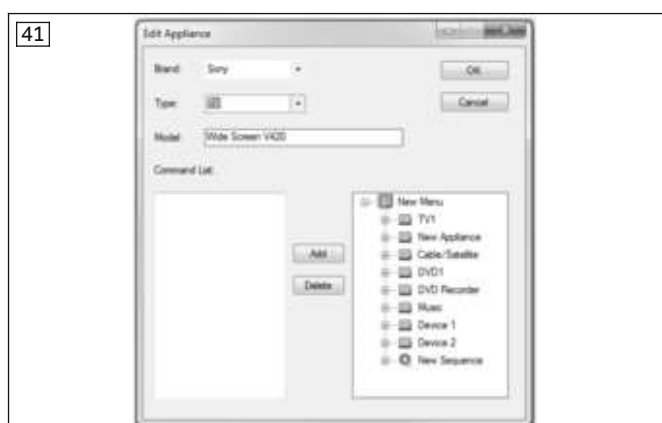 41
Edit Appliance
Brand: Sony
OK
Type:
Cancel
Model: Wide Screen V420
Command List:
New Menu
TV1
New Appliance
Add
Cable/Satellite
DVD1
Delete
DVD Recorder
Music
Device 1
Device 2
New Sequence